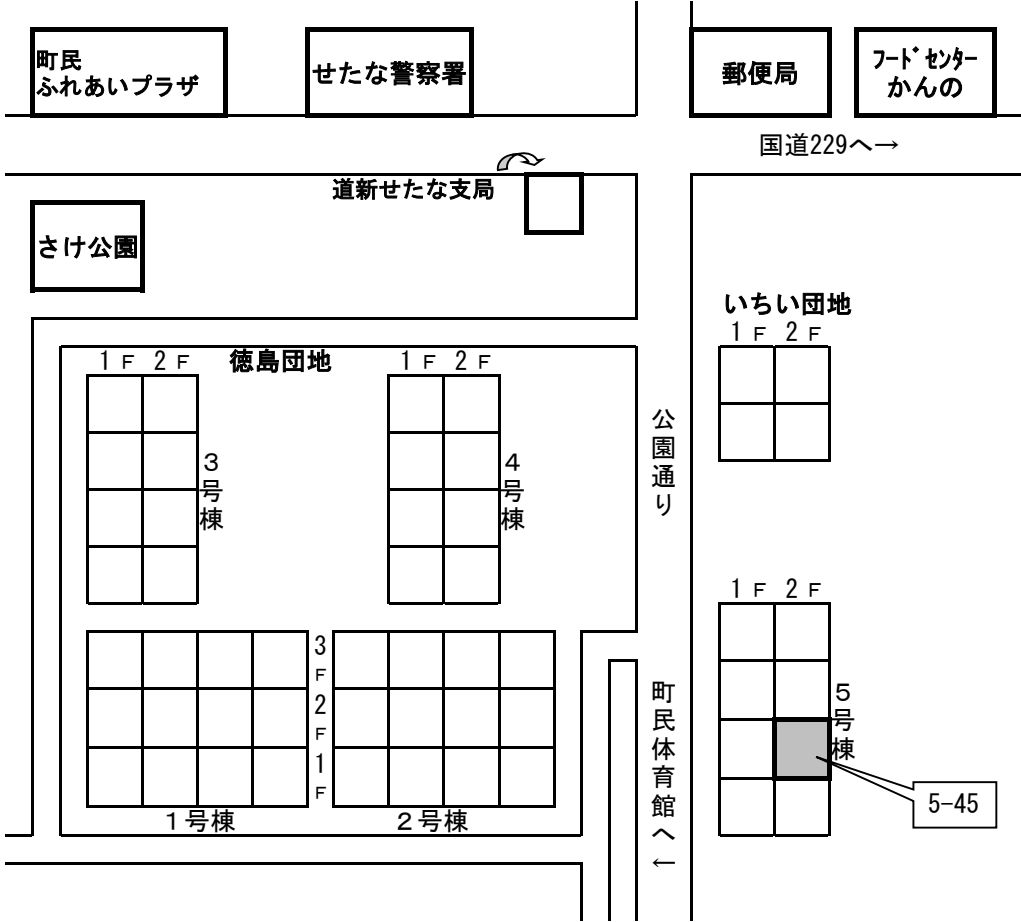 町民
ふれあいプラザ
せたな警察署
郵便局
フードセンター
かんの
国道229へ→
道新せたな支局
さけ公園
いちい団地
1F 2F
1F 2F
徳島団地
1F 2F
3号棟
4号棟
公園通り
1F 2F
3F
2F
1F
町民体育館へ←
5号棟
5-45
1号棟
2号棟